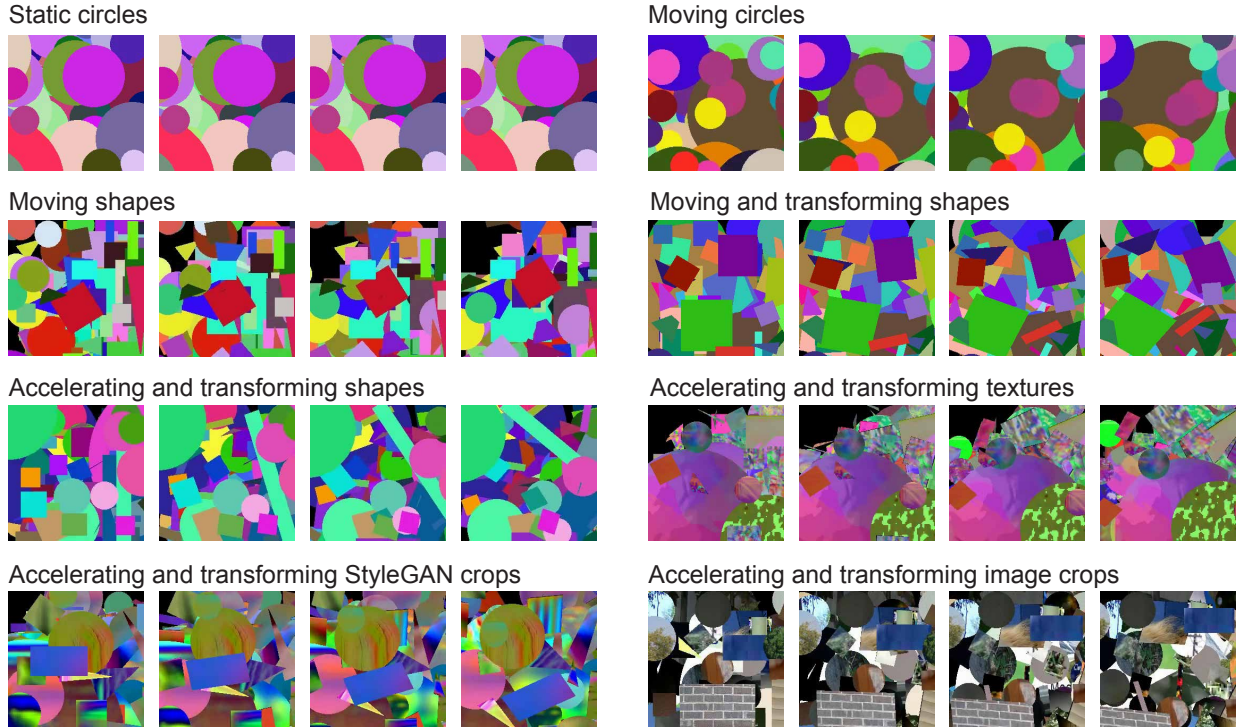 Static circles
Moving circles
Moving shapes
Moving and transforming shapes
Accelerating and transforming shapes
Accelerating and transforming textures
Accelerating and transforming StyleGAN crops
Accelerating and transforming image crops